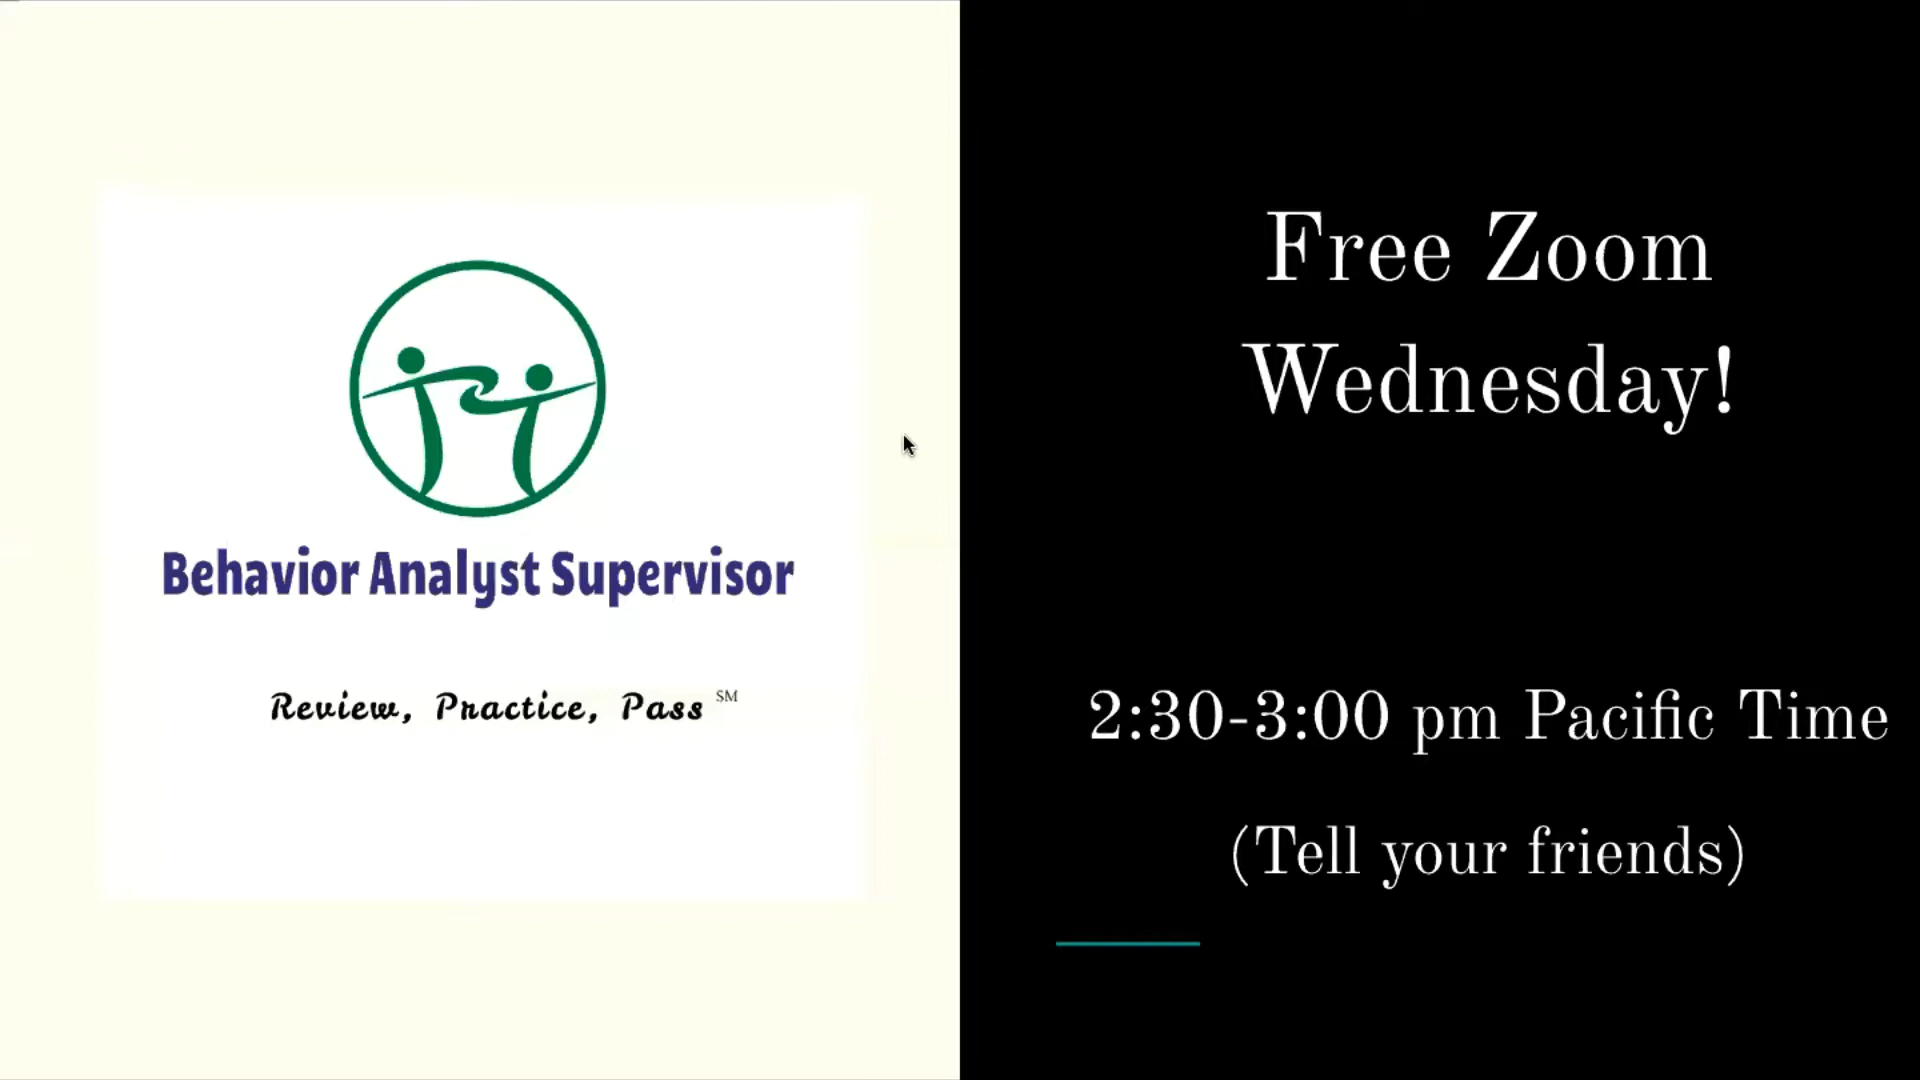 Behavior Analyst Supervisor
Review, Practice, Pass SM
Free Zoom
Wednesday!
2:30-3:00 pm Pacific Time
(Tell your friends)